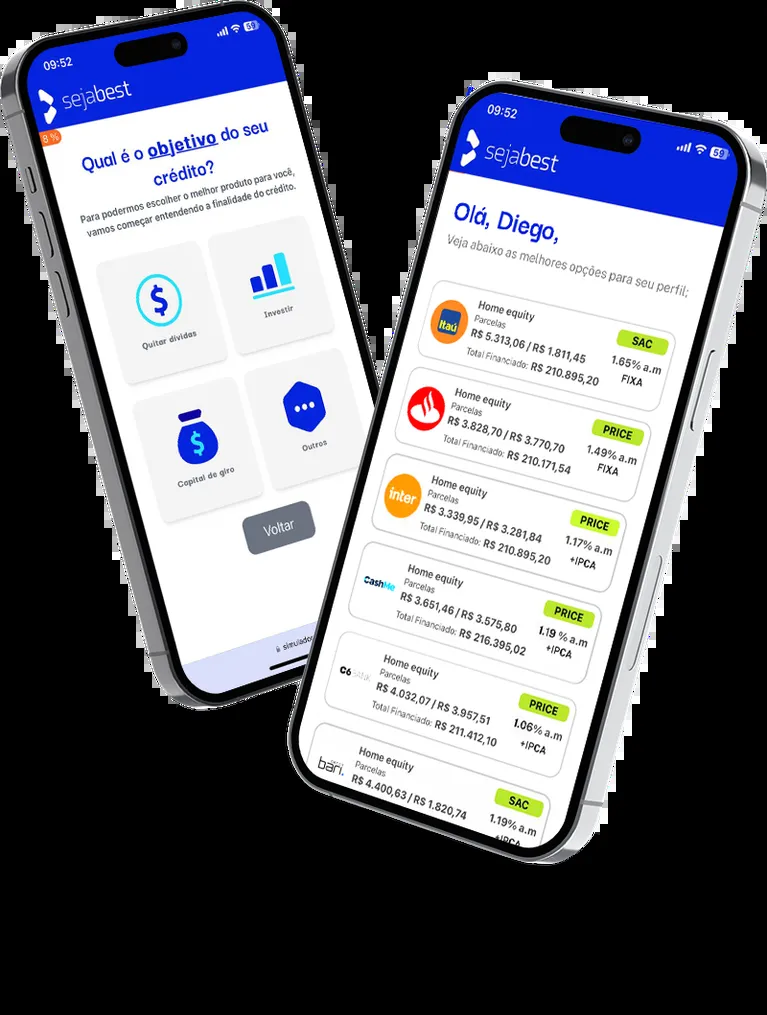 09:52
59
sejabest
8 %
Qual é o objetivo do seu
crédito?
Para podermos escolher o melhor produto para você,
vamos começar entendendo a finalidade do crédito.
Quitar dívidas
Investir
Capital de giro
Outros
Voltar
simulador
09:52
59
sejabest
Olá, Diego,
Veja abaixo as melhores opções para seu perfil;
Itaú
Home equity
Parcelas
R$ 5.313,06 / R$ 1.811,45
Total Financiado: R$ 210.895,20
SAC
1.65% a.m
FIXA
Home equity
Parcelas
R$ 3.828,70 / R$ 3.770,70
Total Financiado: R$ 210.171,54
PRICE
1.49% a.m
FIXA
inter
Home equity
Parcelas
R$ 3.339,95 / R$ 3.281,84
Total Financiado: R$ 210.895,20
PRICE
1.17% a.m
+IPCA
CashMe
Home equity
Parcelas
R$ 3.651,46 / R$ 3.575,80
Total Financiado: R$ 216.395,02
PRICE
1.19 % a.m
+IPCA
C6 BANK
Home equity
Parcelas
R$ 4.032,07 / R$ 3.957,51
Total Financiado: R$ 211.412,10
PRICE
1.06% a.m
+IPCA
bari.
Home equity
Parcelas
R$ 4.400,63 / R$ 1.820,74
SAC
1.19% a.m
+IPCA